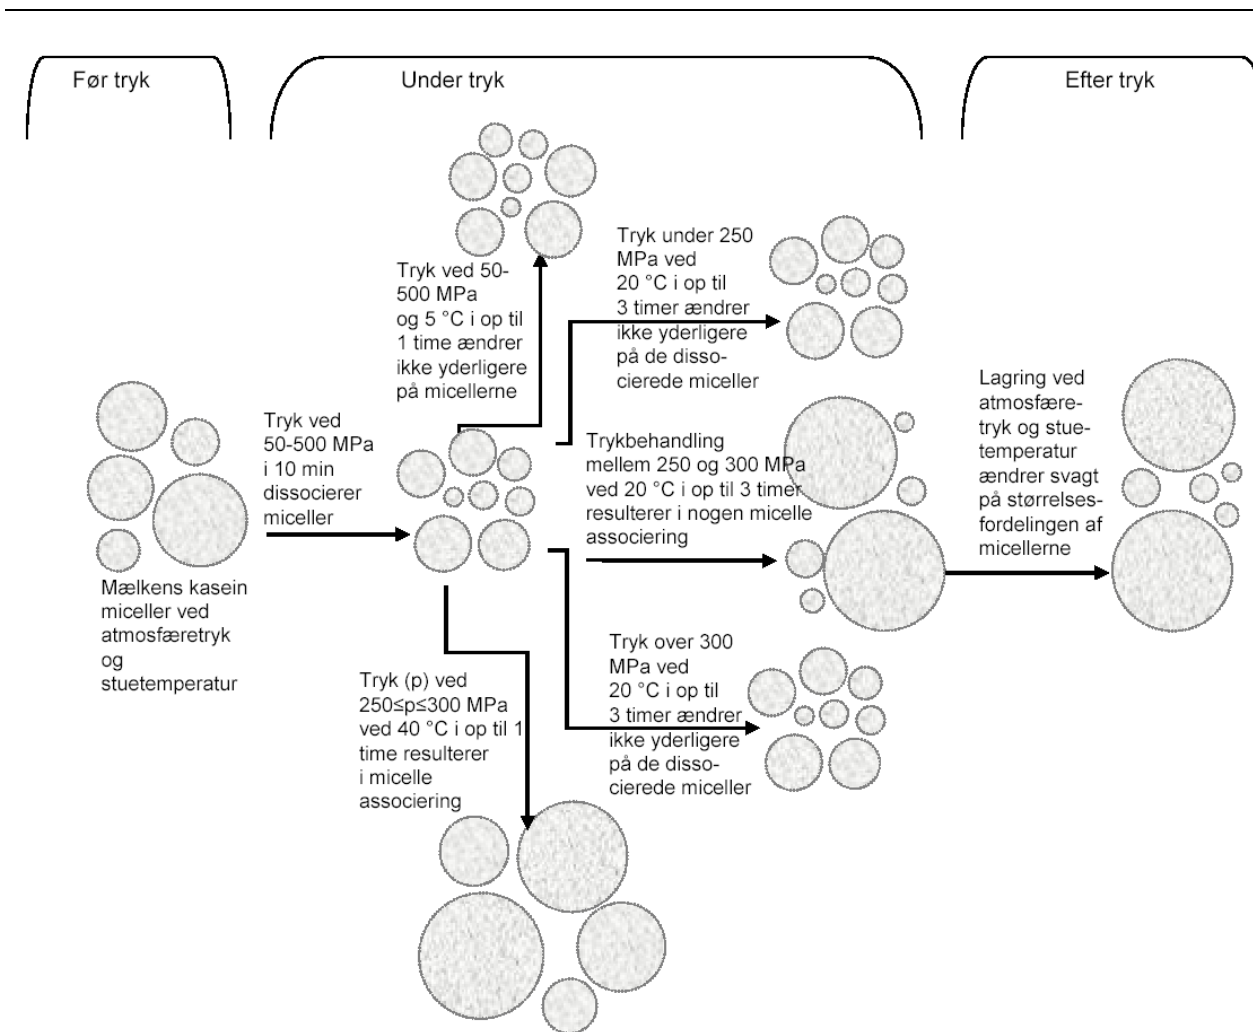 Før tryk
Under tryk
Efter tryk
Tryk ved 50-
500 MPa
og 5 °C i op til
1 time ændrer
ikke yderligere
på micellerne
Tryk under 250
MPa ved
20 °C i op til
3 timer ændrer
ikke yderligere
på de disso-
cierede miceller
Tryk ved
50-500 MPa
i 10 min
dissocierer
miceller
Mælkens kasein
miceller ved
atmosfæretryk
og
stuetemperatur
Trykbehandling
mellem 250 og 300 MPa
ved 20 °C i op til 3 timer
resulterer i nogen micelle
associering
Lagring ved
atmosfære-
tryk og stue-
temperatur
ændrer svagt
på størrelses-
fordelingen af
micellerne
Tryk (p) ved
250≤p≤300 MPa
ved 40 °C i op til 1
time resulterer
i micelle
associering
Tryk over 300
MPa ved
20 °C i op til
3 timer ændrer
ikke yderligere
på de disso-
cierede miceller